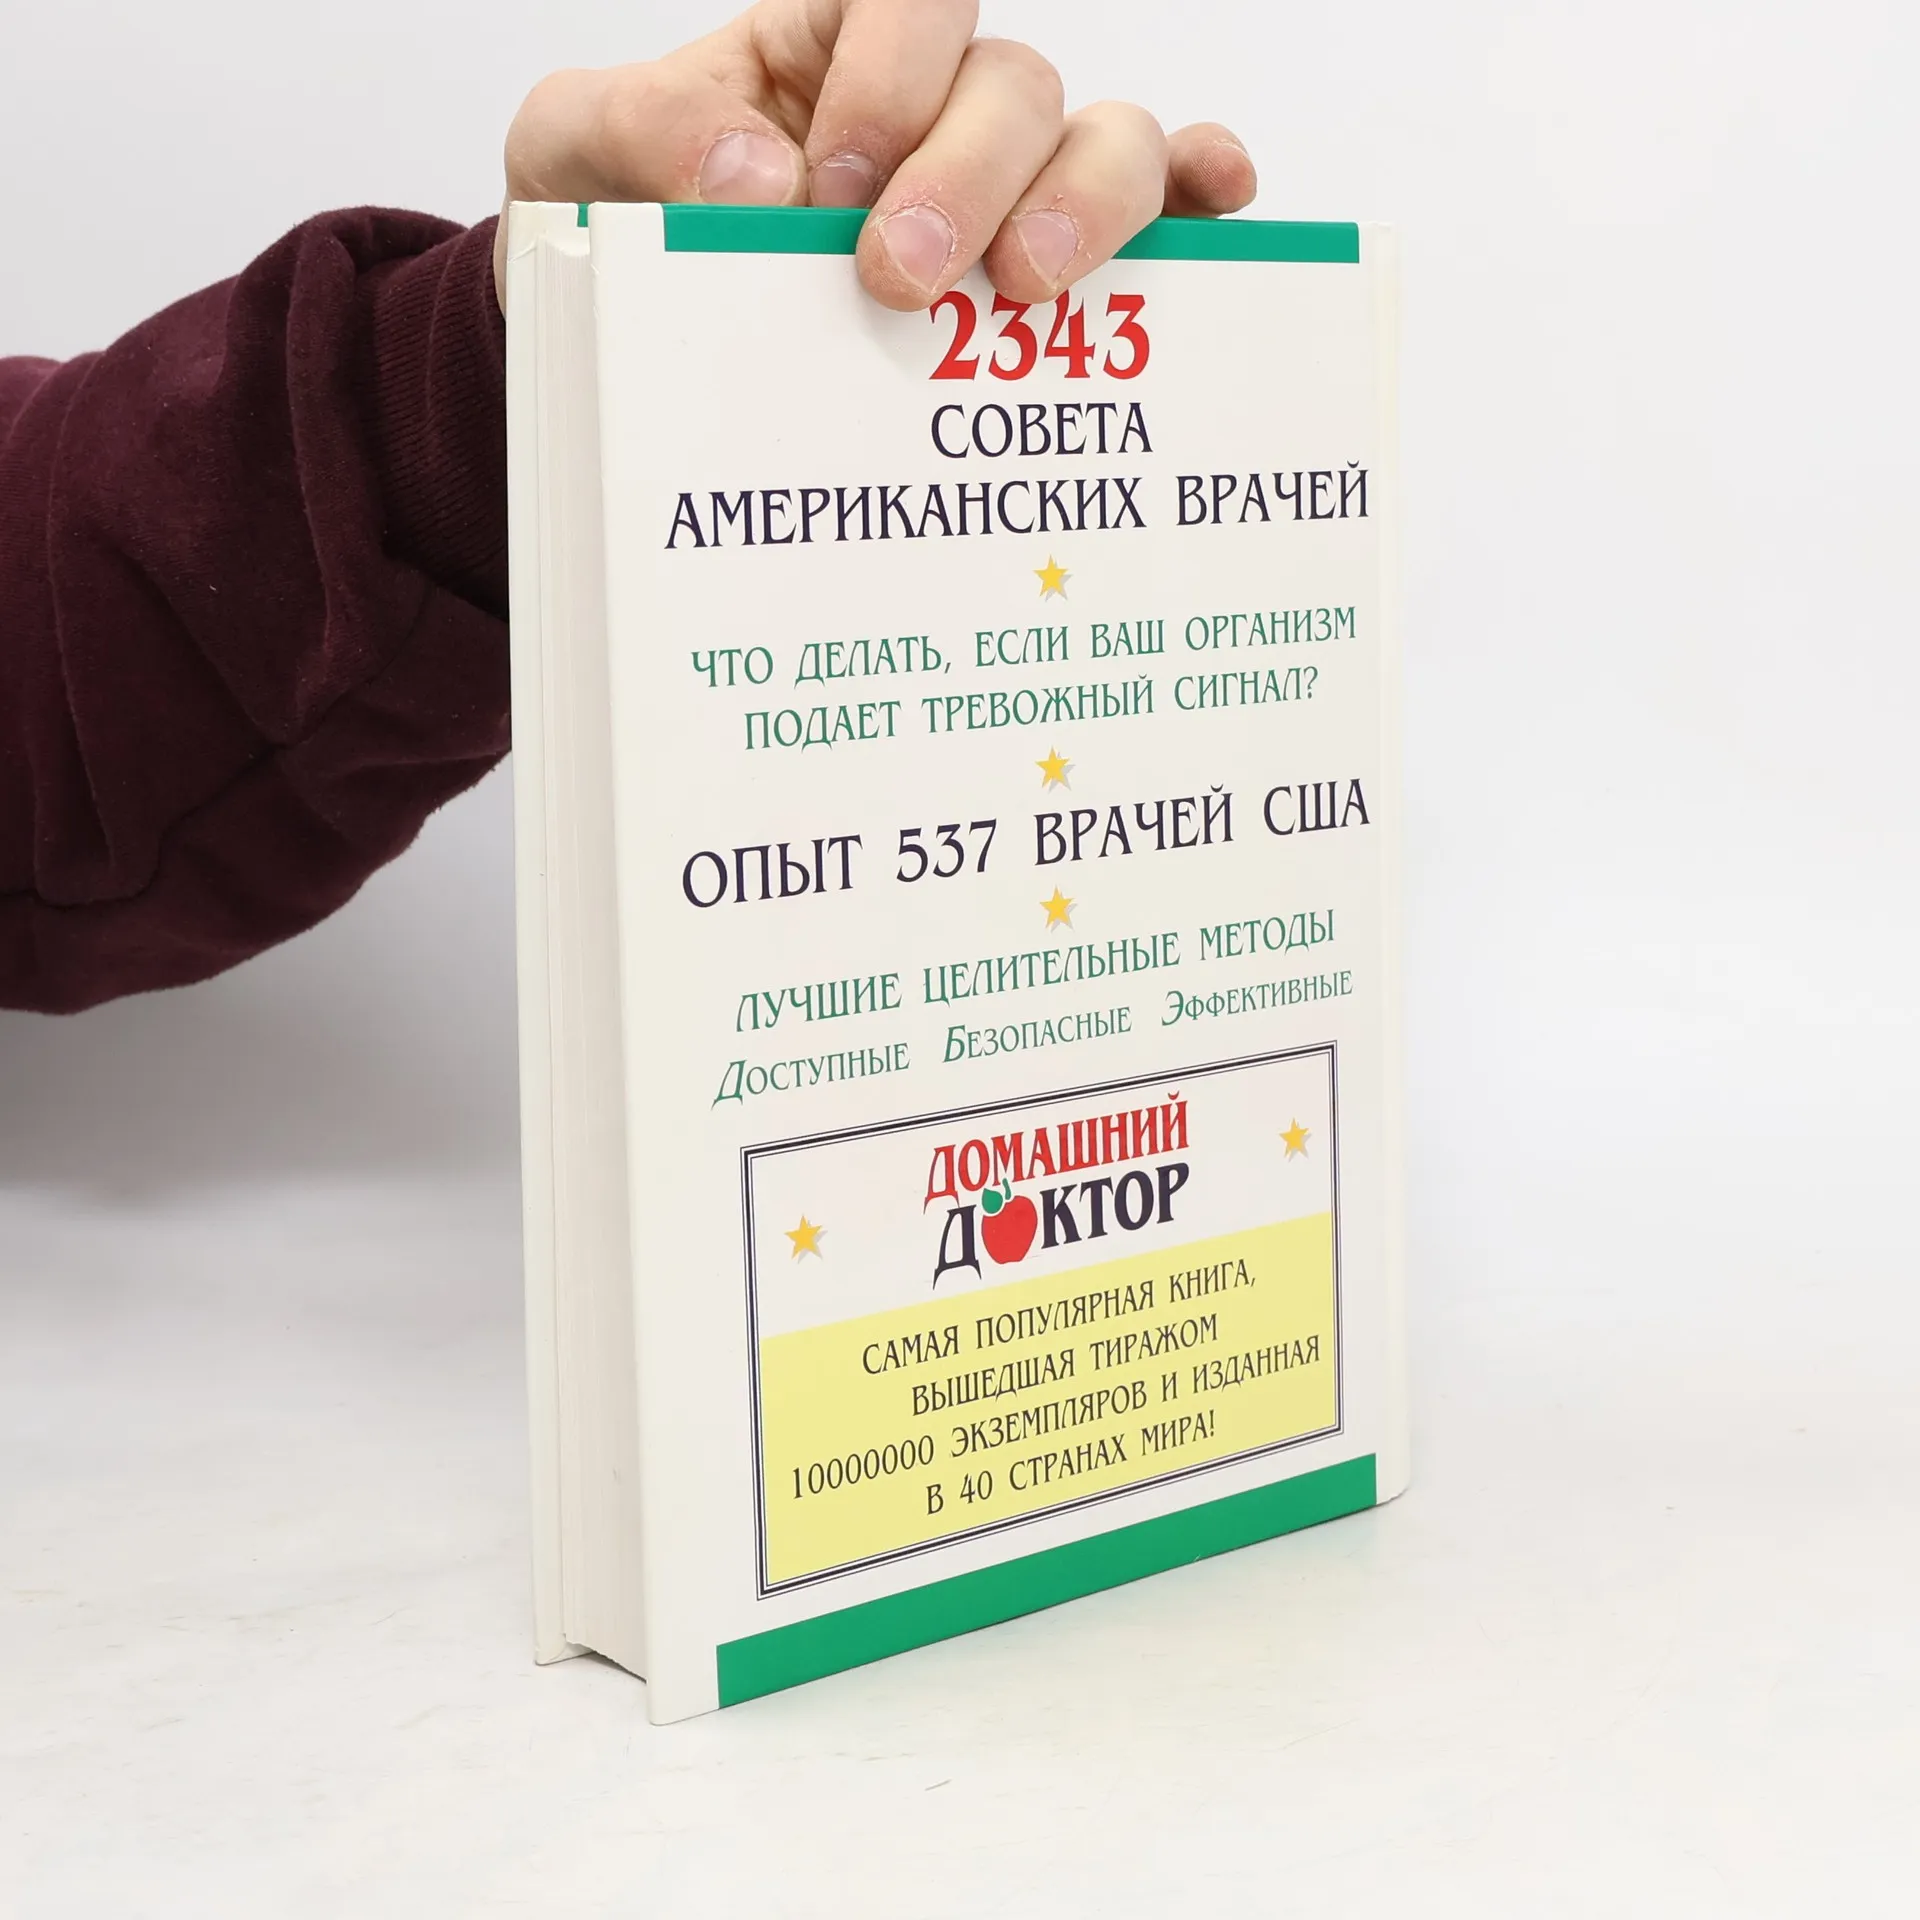 2343
СОВЕТА
АМЕРИКАНСКИХ ВРАЧЕЙ
ЧТО ДЕЛАТЬ, ЕСЛИ ВАШ ОРГАНИЗМ
ПОДАЕТ ТРЕВОЖНЫЙ СИГНАЛ?
ОПЫТ 537 ВРАЧЕЙ США
ЛУЧШИЕ ЦЕЛИТЕЛЬНЫЕ МЕТОДЫ
ДОСТУПНЫЕ БЕЗОПАСНЫЕ ЭФФЕКТИВНЫЕ
ДОМАШНИЙ
ДОКТОР
САМАЯ ПОПУЛЯРНАЯ КНИГА,
ВЫШЕДШАЯ ТИРАЖОМ
10000000 ЭКЗЕМПЛЯРОВ И ИЗДАННАЯ
В 40 СТРАНАХ МИРА!